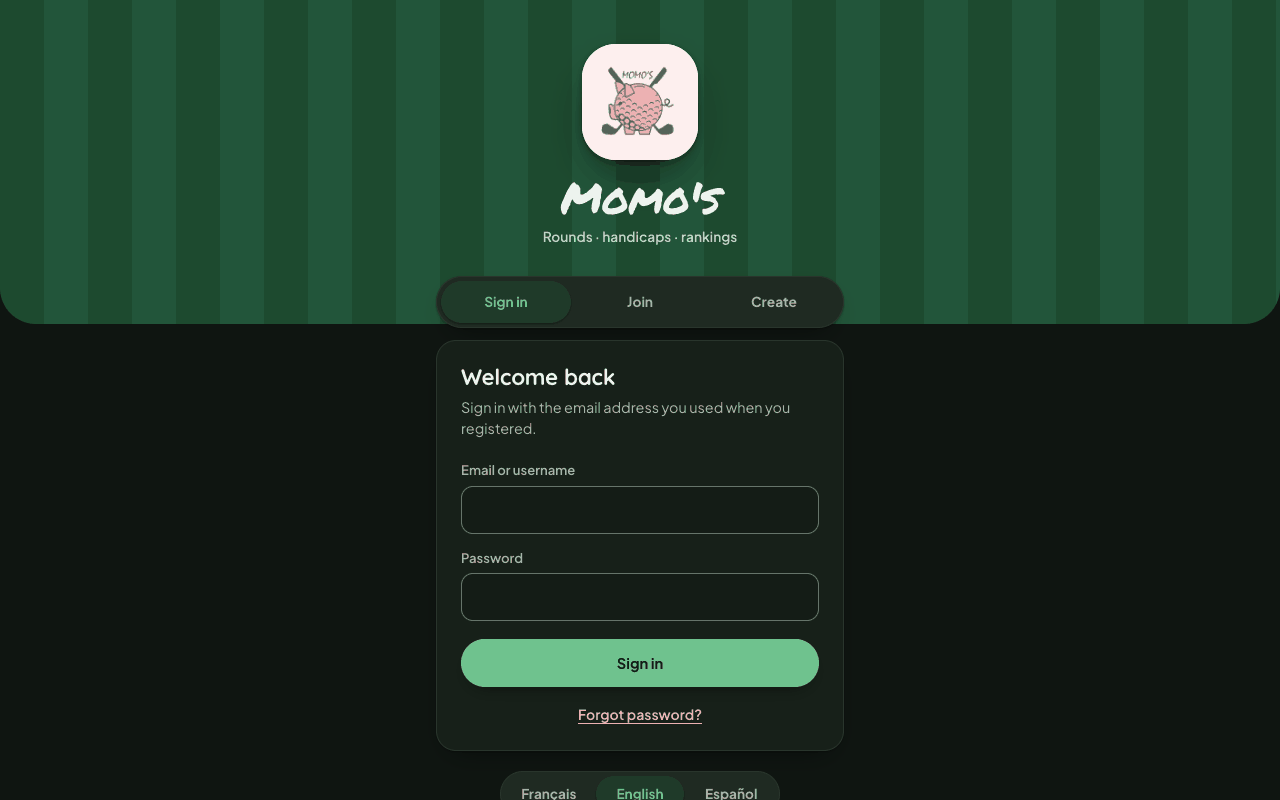 MOMO'S
Momo's
Rounds · handicaps · rankings
Sign in
Join
Create
Welcome back
Sign in with the email address you used when you
registered.
Email or username
Password
Sign in
Forgot password?
Français
English
Español